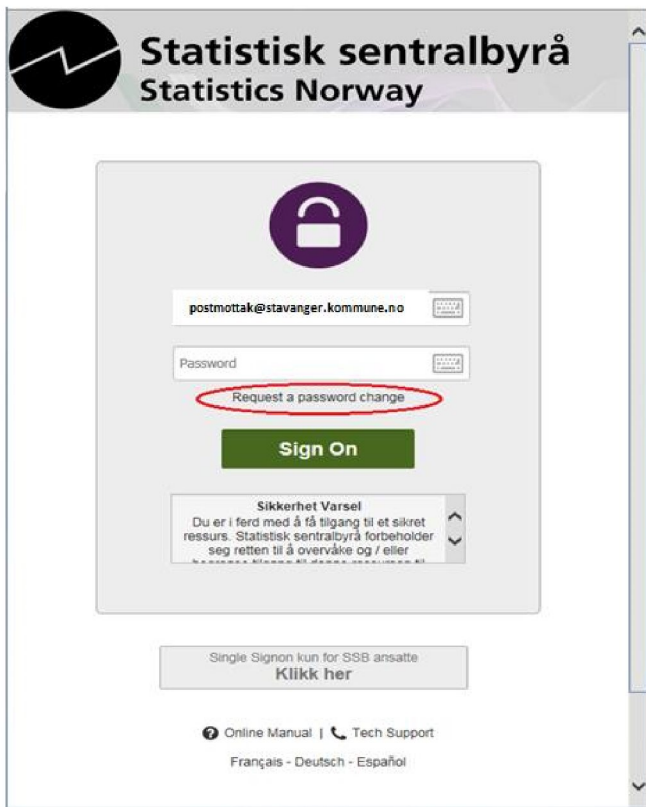 Statistisk sentralbyrå
Statistics Norway
postmottak@stavanger.kommune.no
Password
Request a password change
Sign On
Sikkerhet Varsel
Du er i ferd med å få tilgang til et sikret
ressurs. Statistisk sentralbyrå forbeholder
seg retten til å overvåke og / eller
Single Signon kun for SSB ansatte
Klikk her
Online Manual | Tech Support
Français - Deutsch - Español